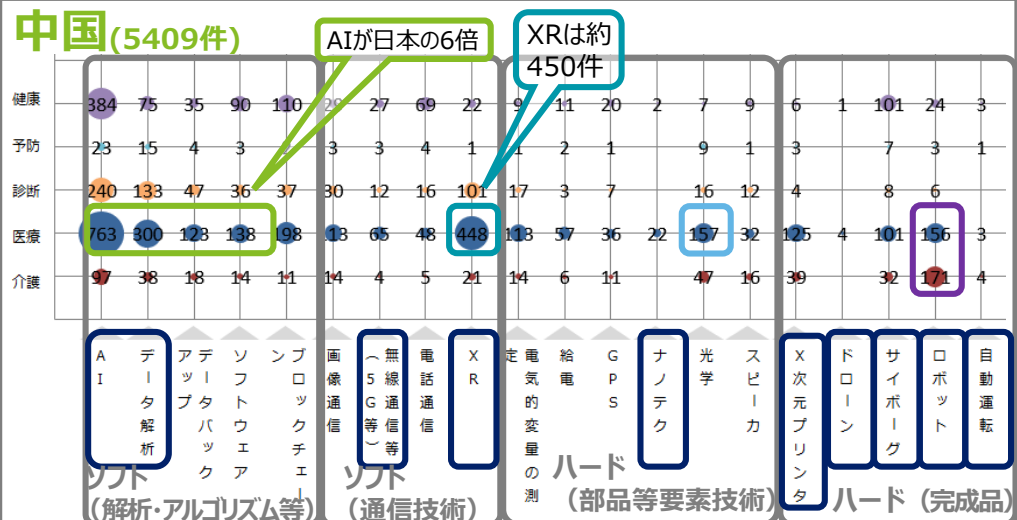 中国(5409件)
AIが日本の6倍
XRは約
450件
健康 384 75 35 90 110 29 27 69 22 9 11 20 2 7 9 6 1 101 24 3
予防 23 15 4 3 3 3 4 1 1 2 1 9 1 3 7 3 1
診断 240 133 47 36 37 30 12 16 101 17 3 7 16 12 4 8 6
医療 763 300 123 138 198 113 65 48 448 113 57 36 22 157 32 125 4 101 156 3
介護 97 38 18 14 11 14 4 5 21 14 6 11 47 16 39 32 171 4
AI
データ解析
データバック
アップ
ソフトウェア
ブロックチェー
ン
画像通信
無線通信等
(5G等)
電話通信
XR
電気的変量の測
定
給電
GPS
ナノテク
光学
スピーカ
X次元プリンタ
ドローン
サイボーグ
ロボット
自動運転
ソフト
(解析・アルゴリズム等)
ソフト
(通信技術)
ハード
(部品等要素技術)
ハード(完成品)